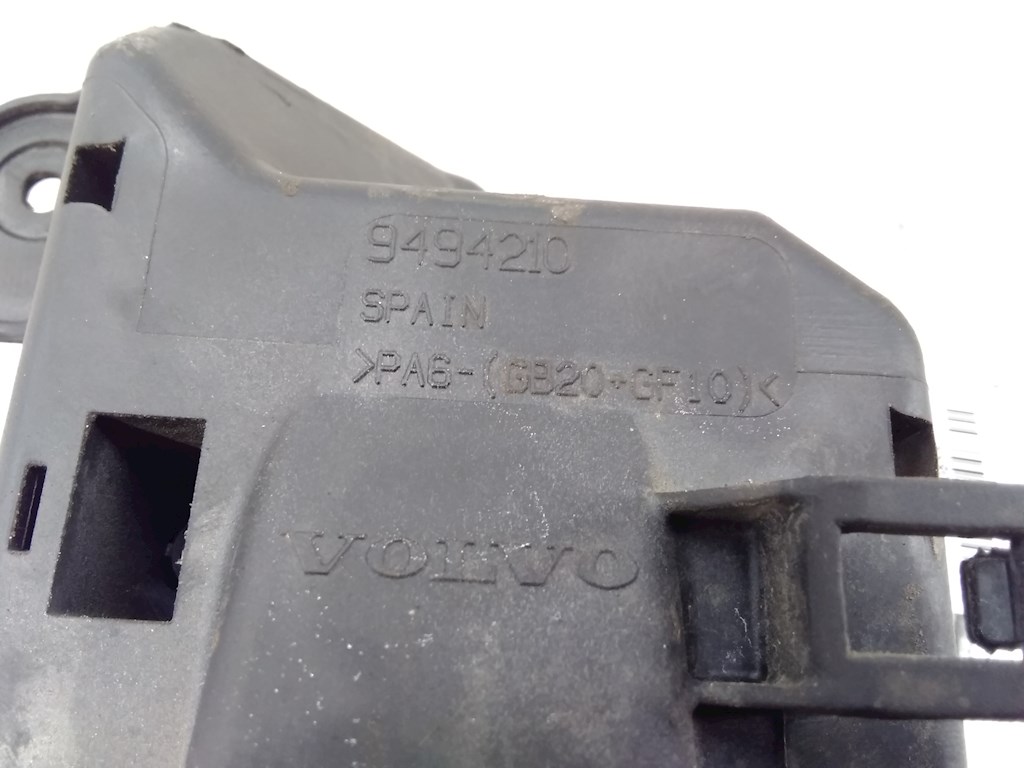 9494210
SPAIN
>PA6-(GB20+GF10)<
VOLVO